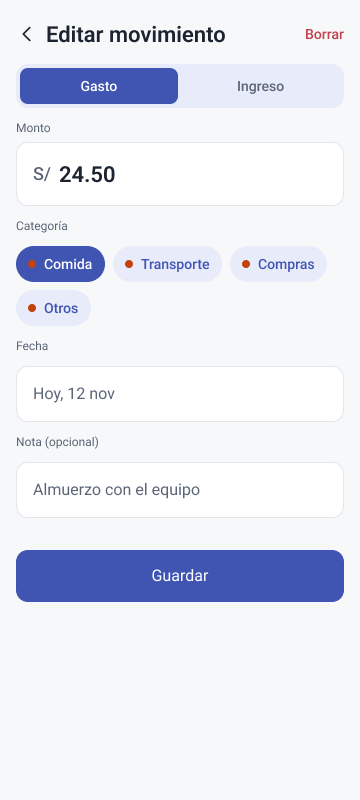 Editar movimiento
Borrar
Gasto
Ingreso
Monto
S/ 24.50
Categoría
Comida
Transporte
Compras
Otros
Fecha
Hoy, 12 nov
Nota (opcional)
Almuerzo con el equipo
Guardar